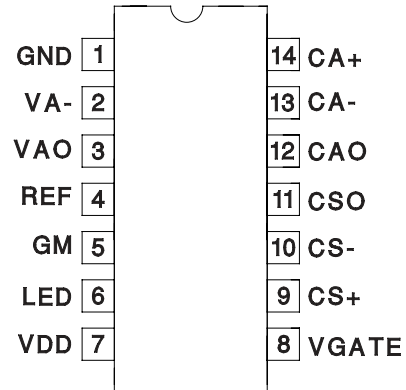 GND 1 14 CA+
VA- 2 13 CA-
VAO 3 12 CAO
REF 4 11 CSO
GM 5 10 CS-
LED 6 9 CS+
VDD 7 8 VGATE